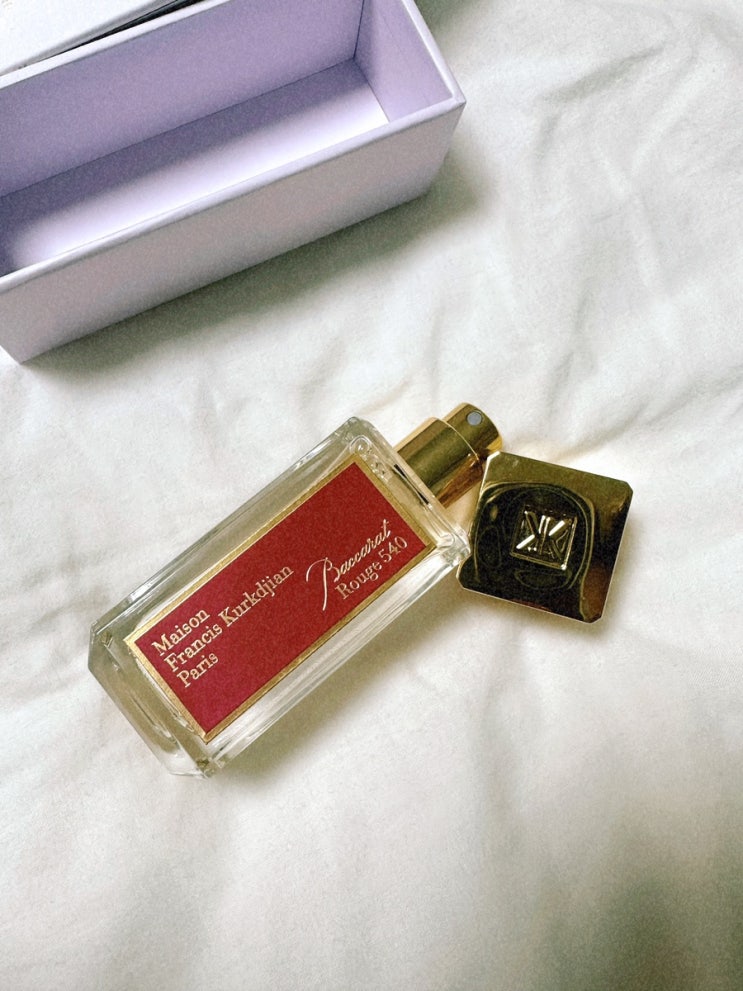 Maison
Francis Kurkdjian
Paris
Baccarat
Rouge 540